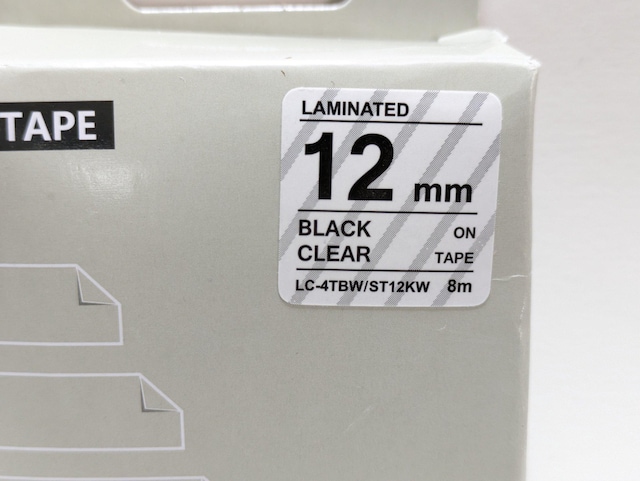 TAPE
LAMINATED
12 mm
BLACK ON
CLEAR TAPE
LC-4TBW/ST12KW 8m